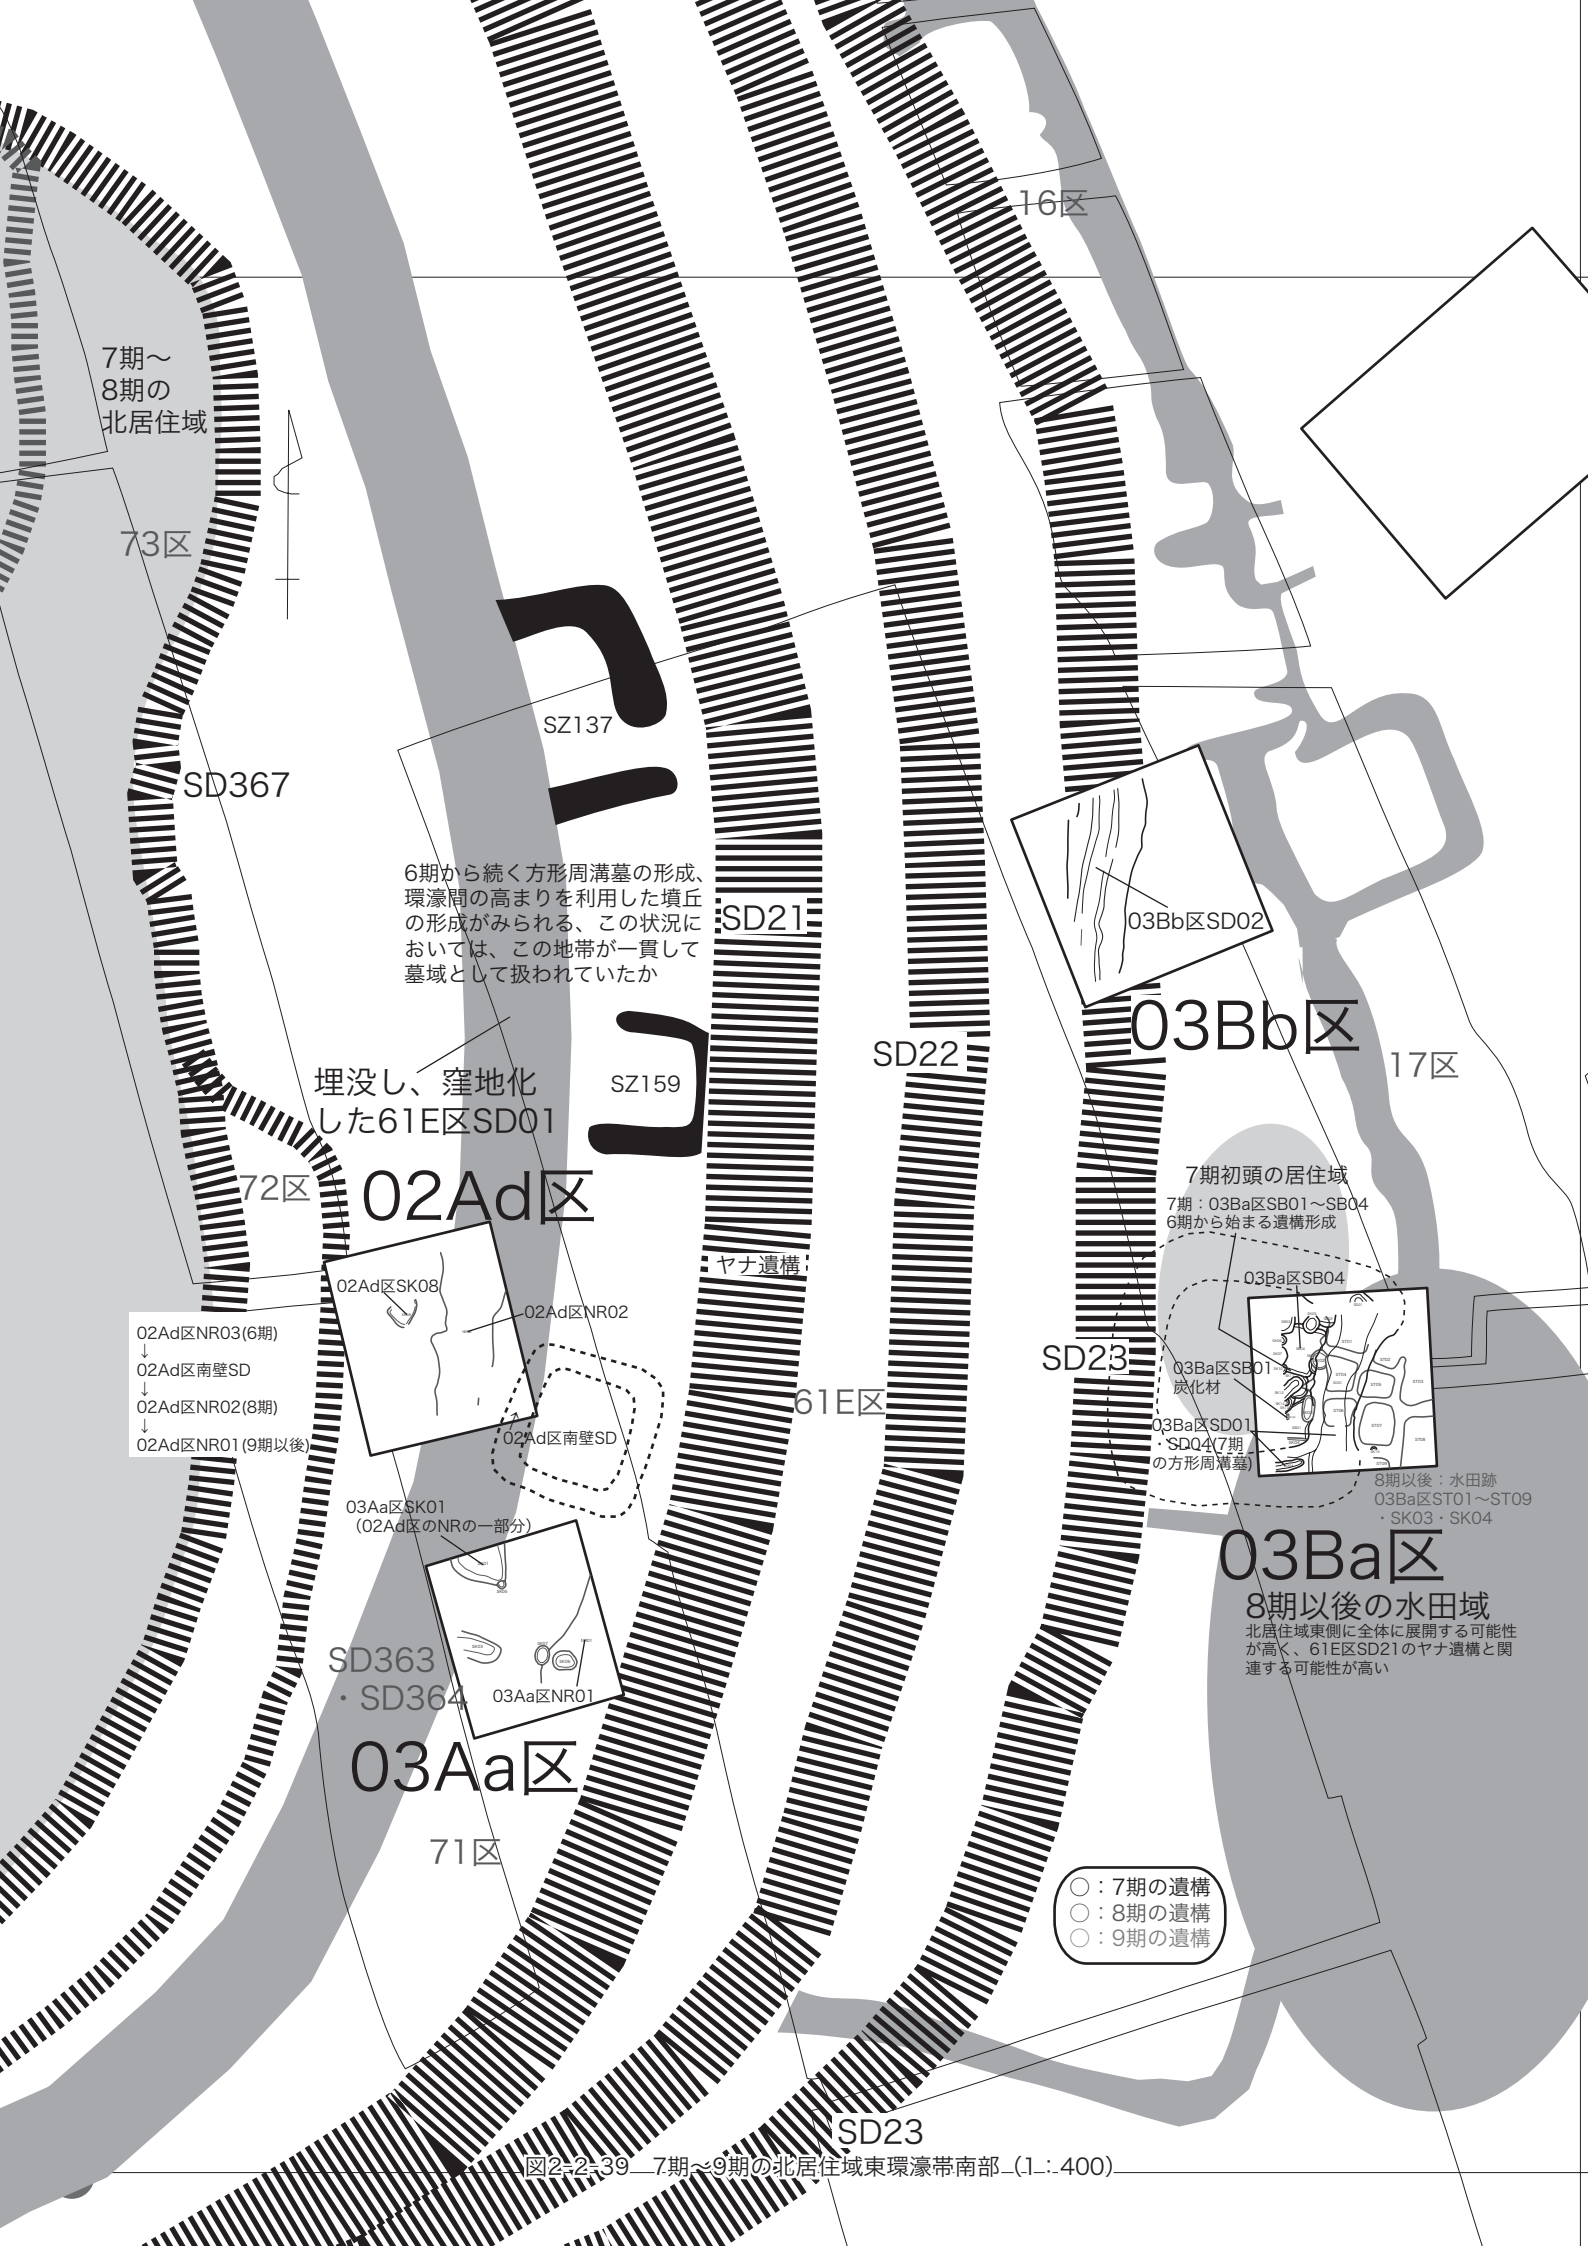 16区
7期〜
8期の
北居住域
73区
SZ137
SD367
6期から続く方形周溝墓の形成、
環濠間の高まりを利用した墳丘
の形成がみられる、この状況に
おいては、この地帯が一貫して
墓域として扱われていたか
SD21
03Bb区SD02
03Bb区
SD22
17区
埋没し、窪地化
した61E区SD01
SZ159
72区
02Ad区
7期初頭の居住域
7期：03Ba区SB01〜SB04
6期から始まる遺構形成
ヤナ遺構
02Ad区SK08
02Ad区NR02
03Ba区SB04
02Ad区NR03(6期)
↓
02Ad区南壁SD
↓
02Ad区NR02(8期)
↓
02Ad区NR01(9期以後)
SD23
03Ba区SB01
炭化材
61E区
02Ad区南壁SD
03Ba区SD01
・SD04(7期
の方形周溝墓)
8期以後：水田跡
03Ba区ST01〜ST09
・SK03・SK04
03Aa区SK01
（02Ad区のNRの一部分）
03Ba区
8期以後の水田域
北居住域東側に全体に展開する可能性
が高く、61E区SD21のヤナ遺構と関
連する可能性が高い
SD363
・SD364
03Aa区NR01
03Aa区
71区
○：7期の遺構
○：8期の遺構
○：9期の遺構
SD23
図2-2-39　7期〜9期の北居住域東環濠帯南部（1：400）